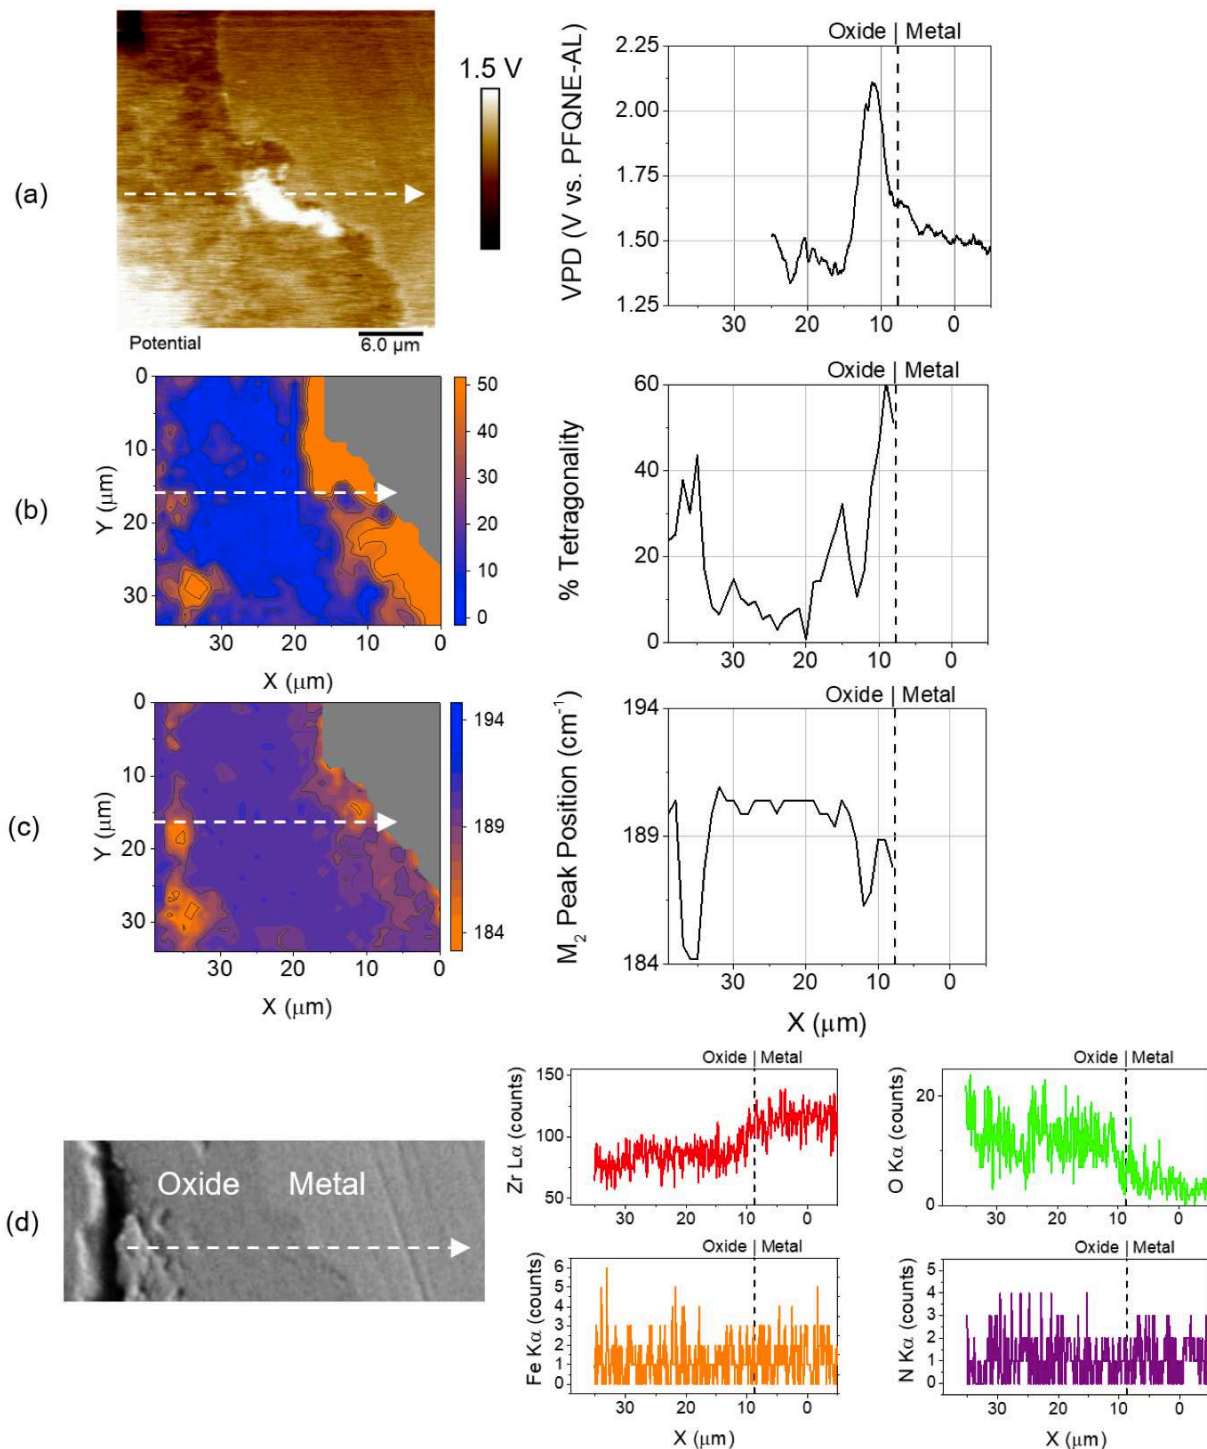 (a)
1.5 V
Potential
6.0 μm
Oxide | Metal
VPD (V vs. PFQNE-AL)
2.25
2.00
1.75
1.50
1.25
30 20 10 0
(b)
0
10
20
30
Y (μm)
30 20 10 0
X (μm)
50
40
30
20
10
0
Oxide | Metal
% Tetragonality
60
40
20
0
30 20 10 0
(c)
0
10
20
30
Y (μm)
30 20 10 0
X (μm)
194
189
184
Oxide | Metal
M₂ Peak Position (cm⁻¹)
194
189
184
30 20 10 0
X (μm)
(d)
Oxide Metal
Oxide | Metal
Zr Lα (counts)
150
100
50
30 20 10 0
Oxide | Metal
O Kα (counts)
20
10
0
30 20 10 0
Oxide | Metal
Fe Kα (counts)
6
5
4
3
2
1
0
30 20 10 0
X (μm)
Oxide | Metal
N Kα (counts)
5
4
3
2
1
0
30 20 10 0
X (μm)